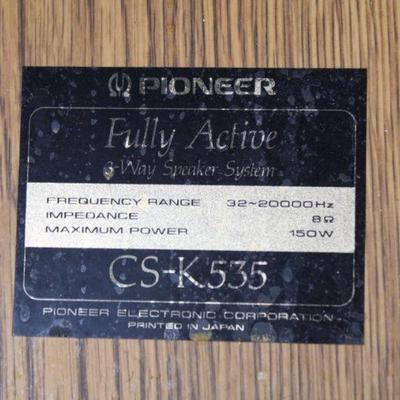 PIONEER
Fully Active
3-Way Speaker System
FREQUENCY RANGE 32~20000Hz
IMPEDANCE 8Ω
MAXIMUM POWER 150W
CS-K535
PIONEER ELECTRONIC CORPORATION
PRINTED IN JAPAN